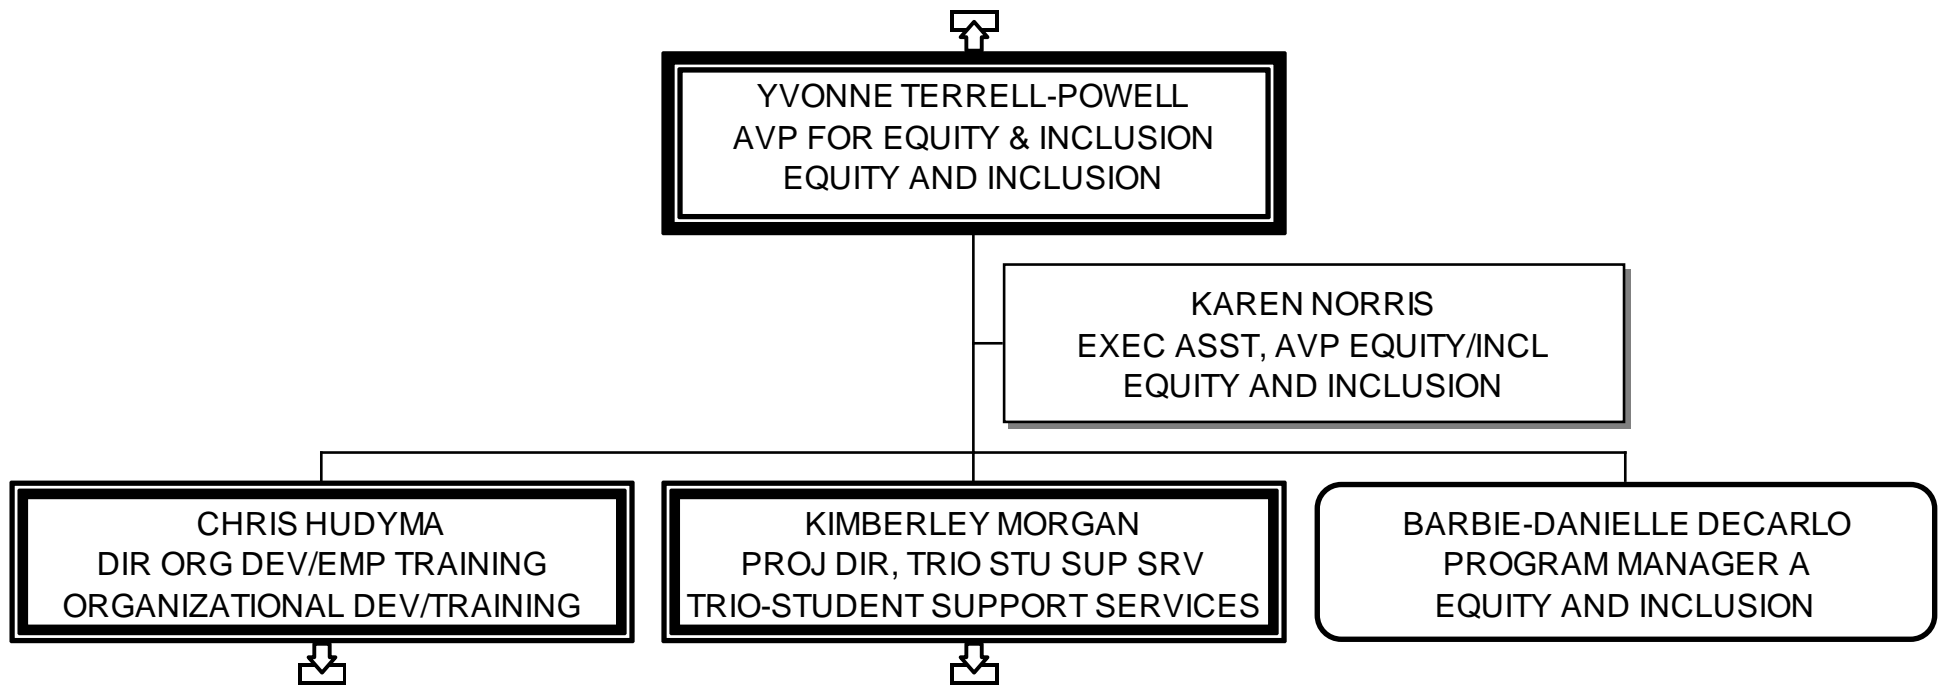 YVONNE TERRELL-POWELL
AVP FOR EQUITY & INCLUSION
EQUITY AND INCLUSION
KAREN NORRIS
EXEC ASST, AVP EQUITY/INCL
EQUITY AND INCLUSION
CHRIS HUDYMA
DIR ORG DEV/EMP TRAINING
ORGANIZATIONAL DEV/TRAINING
KIMBERLEY MORGAN
PROJ DIR, TRIO STU SUP SRV
TRIO-STUDENT SUPPORT SERVICES
BARBIE-DANIELLE DECARLO
PROGRAM MANAGER A
EQUITY AND INCLUSION